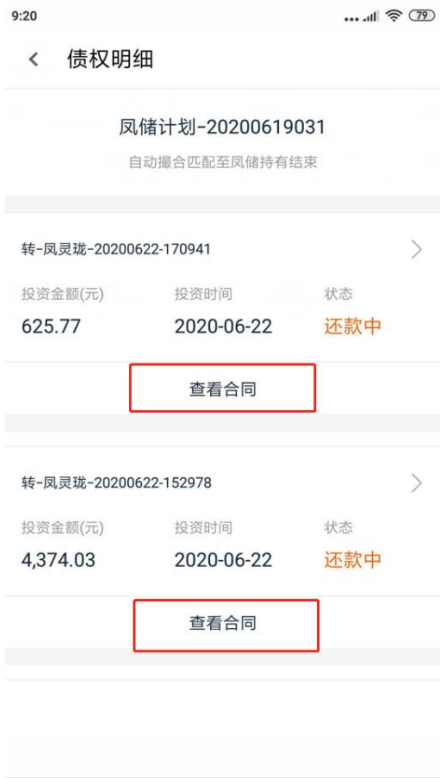 9:20
79
债权明细
凤储计划-20200619031
自动撮合匹配至凤储持有结束
转-凤灵珑-20200622-170941
投资金额(元) 投资时间 状态
625.77 2020-06-22 还款中
查看合同
转-凤灵珑-20200622-152978
投资金额(元) 投资时间 状态
4,374.03 2020-06-22 还款中
查看合同